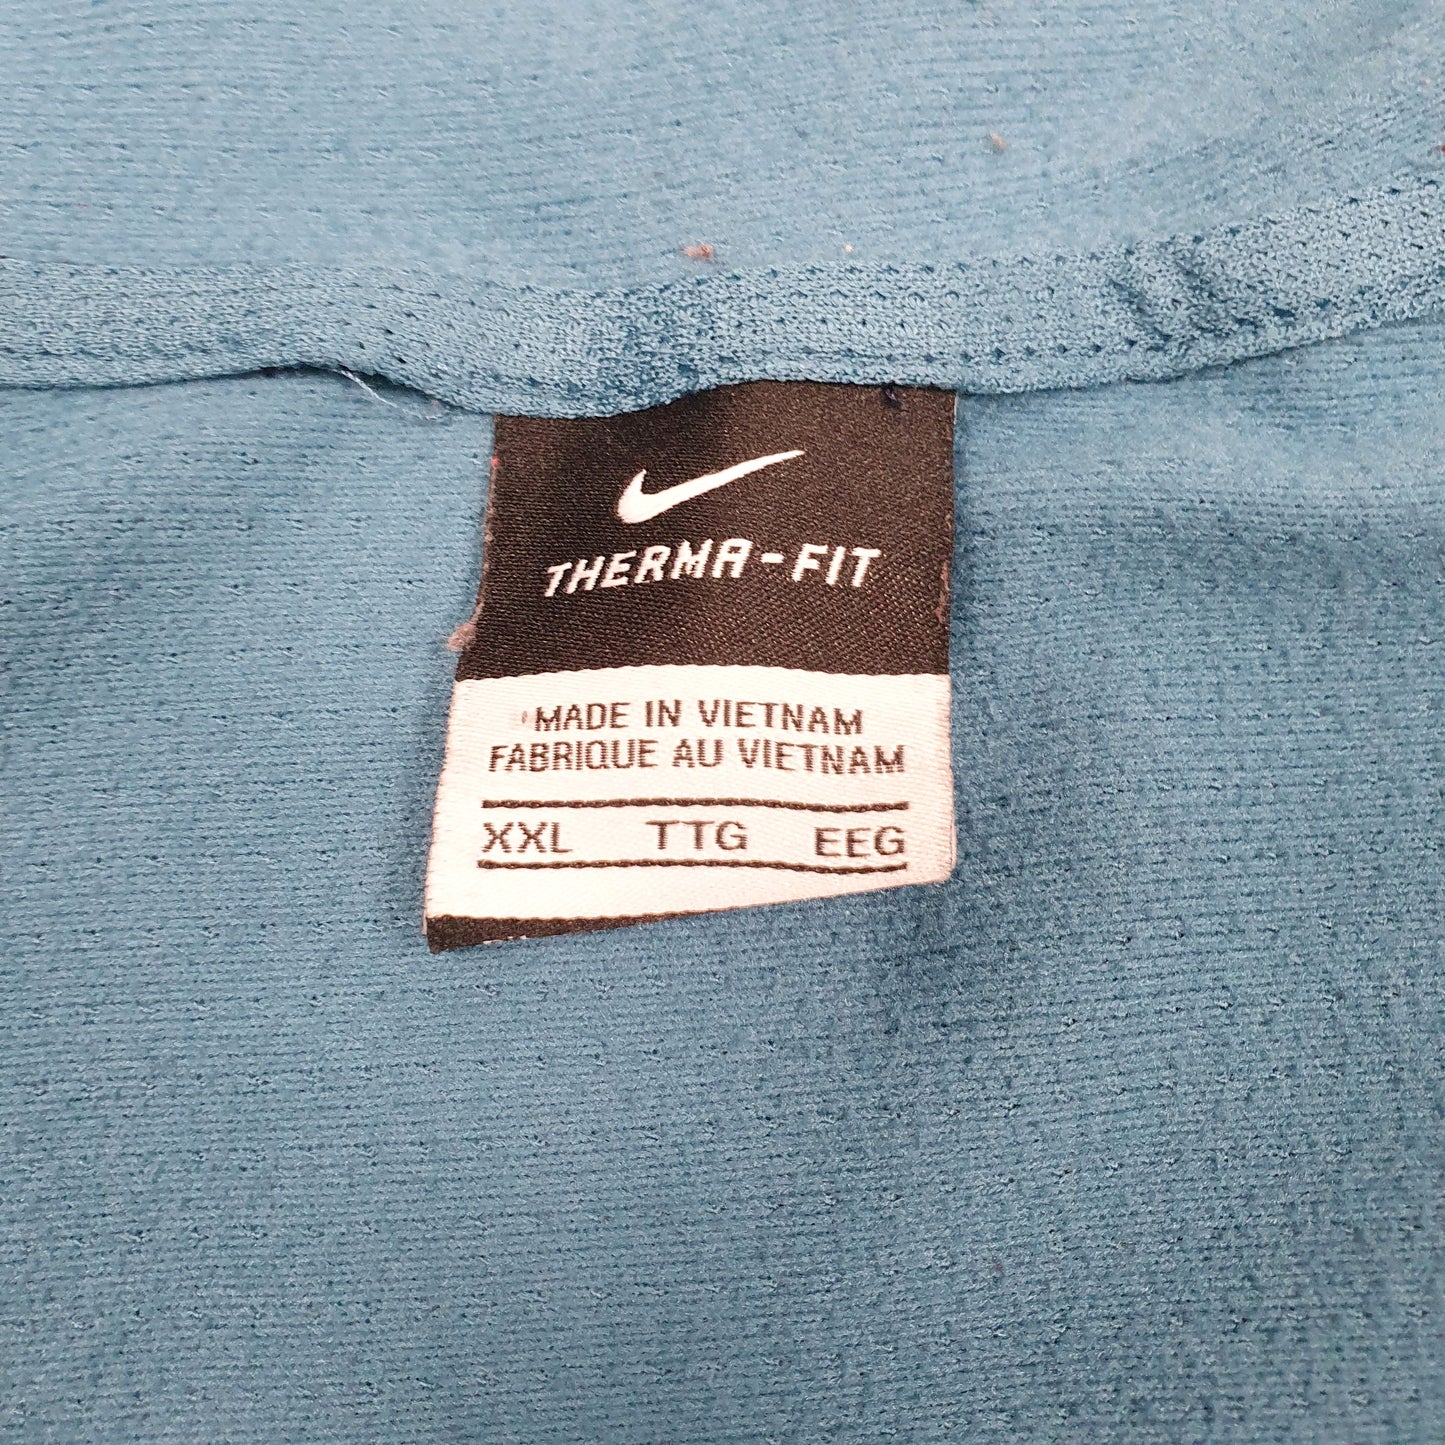 THERMA-FIT
MADE IN VIETNAM
FABRIQUE AU VIETNAM
XXL TTG EEG